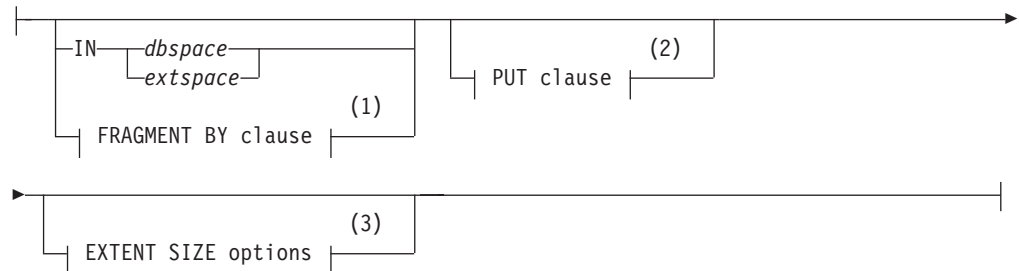 IN dbspace
extspace
(2)
PUT clause
(1)
FRAGMENT BY clause
(3)
EXTENT SIZE options